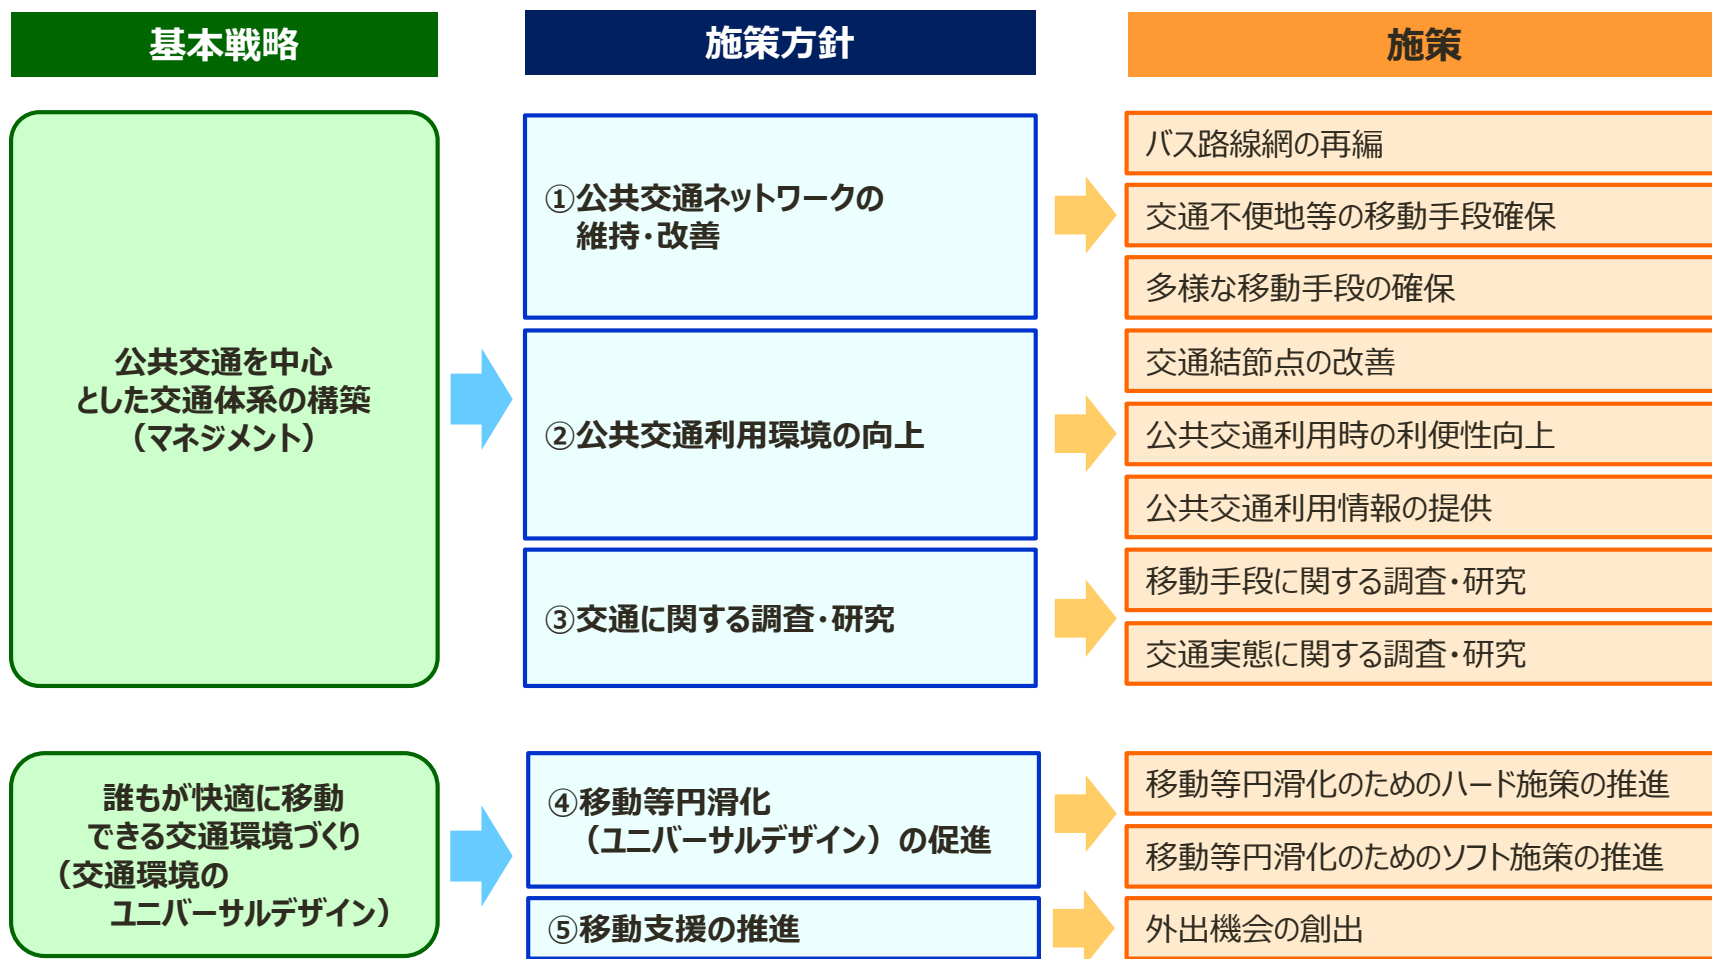 基本戦略
施策方針
施策
公共交通を中心
とした交通体系の構築
（マネジメント）
①公共交通ネットワークの
維持・改善
バス路線網の再編
交通不便地等の移動手段確保
多様な移動手段の確保
②公共交通利用環境の向上
交通結節点の改善
公共交通利用時の利便性向上
公共交通利用情報の提供
③交通に関する調査・研究
移動手段に関する調査・研究
交通実態に関する調査・研究
誰もが快適に移動
できる交通環境づくり
（交通環境の
ユニバーサルデザイン）
④移動等円滑化
（ユニバーサルデザイン）の促進
移動等円滑化のためのハード施策の推進
移動等円滑化のためのソフト施策の推進
⑤移動支援の推進
外出機会の創出